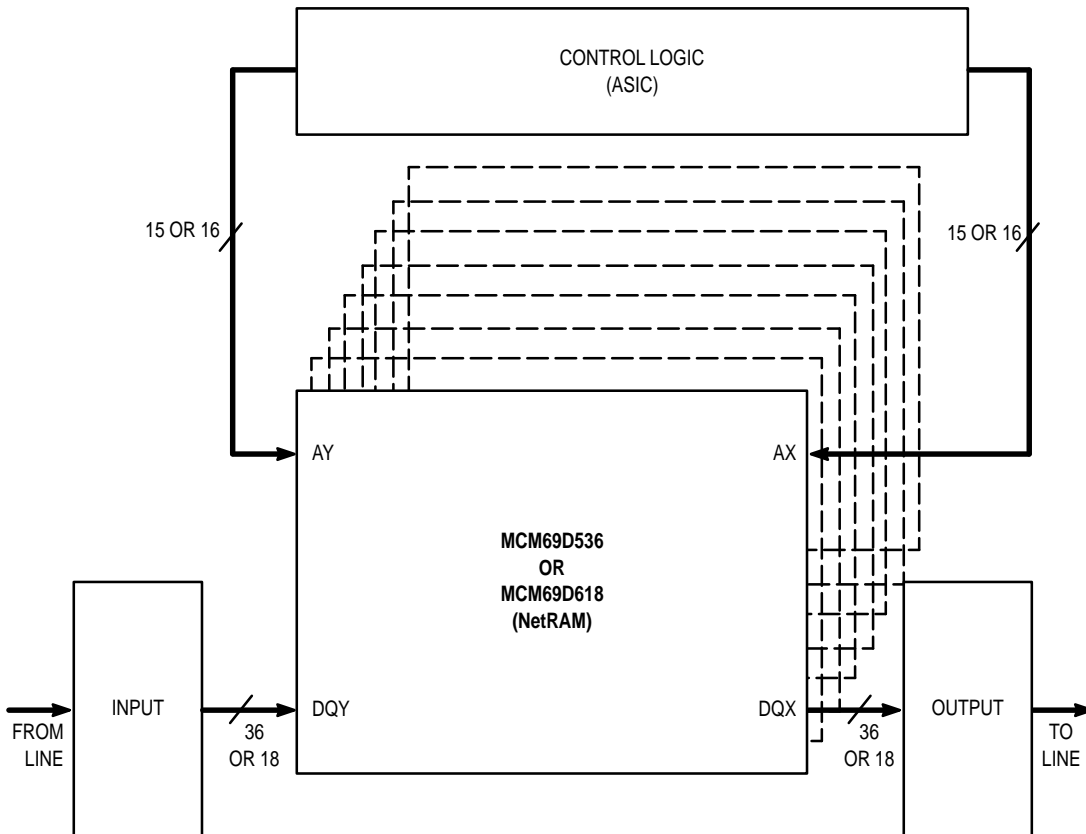 CONTROL LOGIC
(ASIC)
15 OR 16
15 OR 16
AY
AX
MCM69D536
OR
MCM69D618
(NetRAM)
INPUT
DQY
DQX
OUTPUT
FROM
LINE
36
OR 18
36
OR 18
TO
LINE